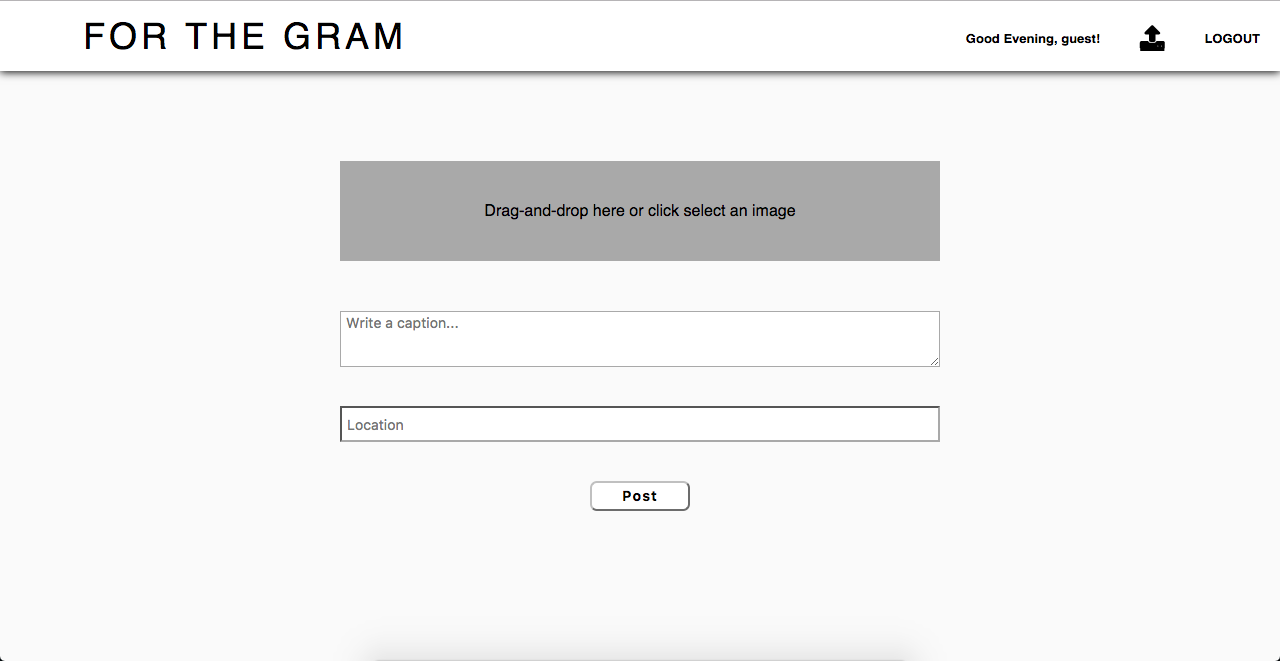 FOR THE GRAM
Good Evening, guest!
LOGOUT
Drag-and-drop here or click select an image
Write a caption...
Location
Post